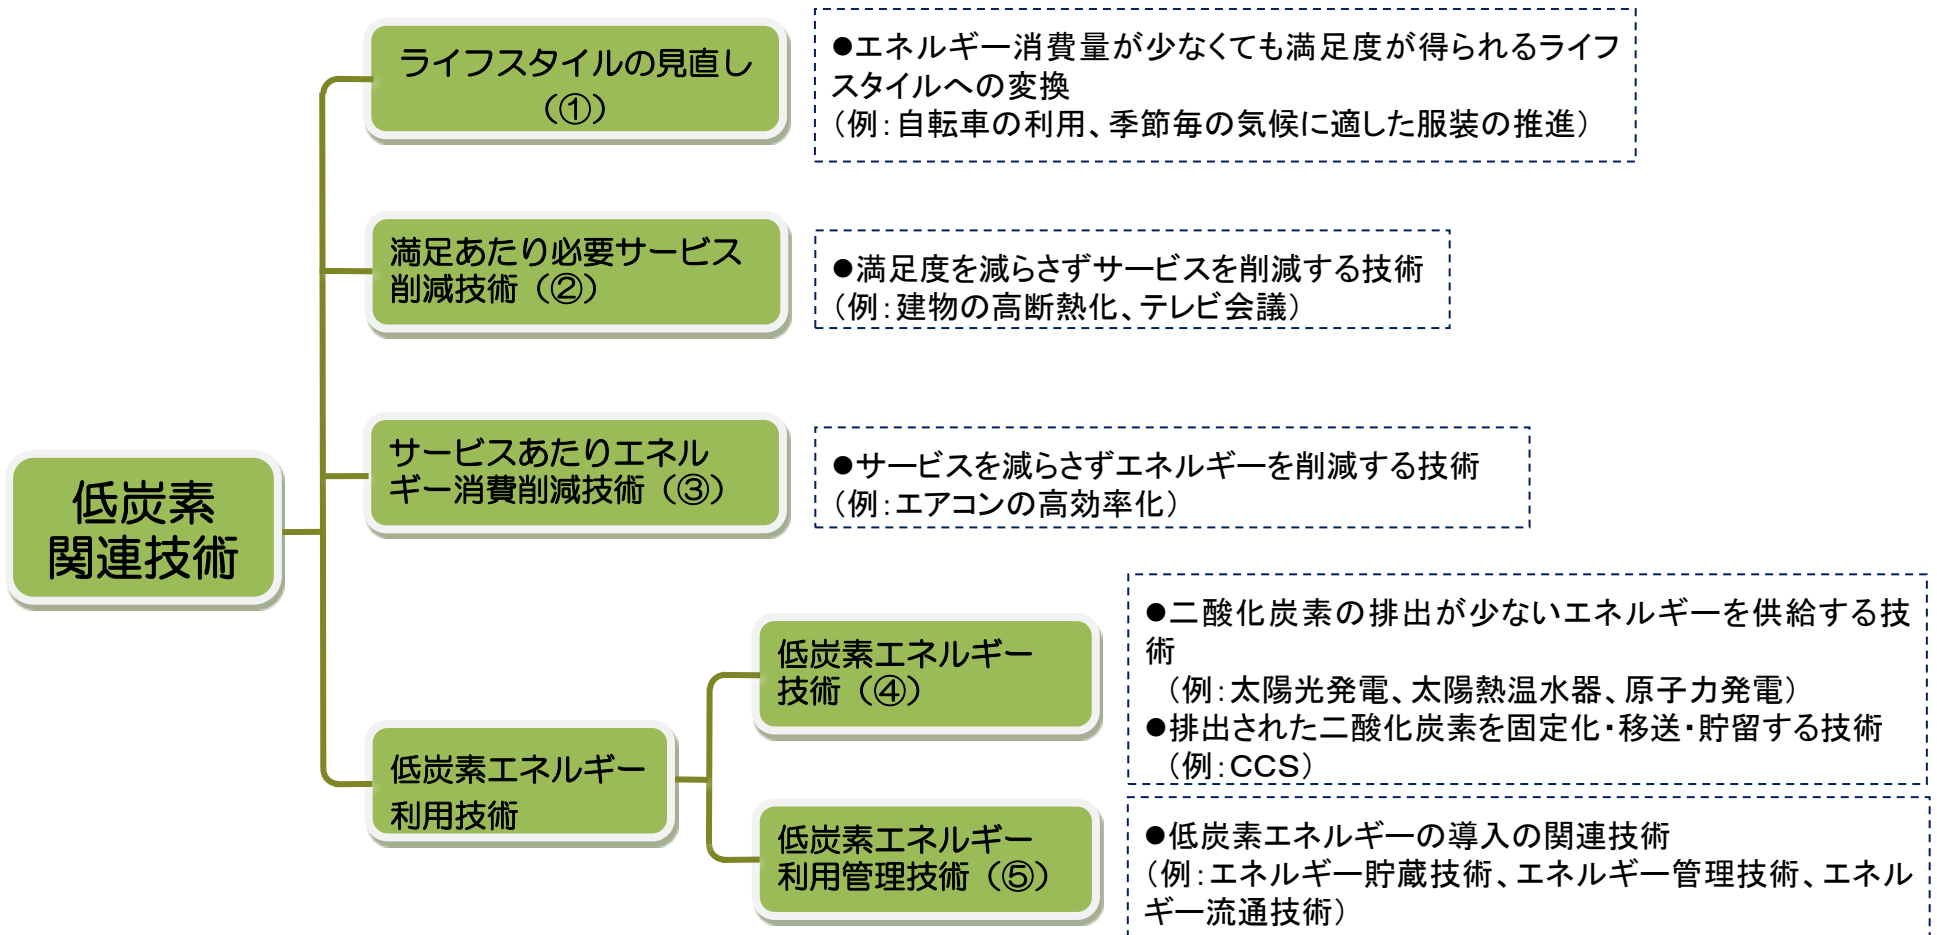 ライフスタイルの見直し
（①）
●エネルギー消費量が少なくても満足度が得られるライフ
スタイルへの変換
（例：自転車の利用、季節毎の気候に適した服装の推進）
満足あたり必要サービス
削減技術（②）
●満足度を減らさずサービスを削減する技術
（例：建物の高断熱化、テレビ会議）
サービスあたりエネル
ギー消費削減技術（③）
●サービスを減らさずエネルギーを削減する技術
（例：エアコンの高効率化）
低炭素
関連技術
低炭素エネルギー
利用技術
低炭素エネルギー
技術（④）
●二酸化炭素の排出が少ないエネルギーを供給する技
術
（例：太陽光発電、太陽熱温水器、原子力発電）
●排出された二酸化炭素を固定化・移送・貯留する技術
（例：CCS）
低炭素エネルギー
利用管理技術（⑤）
●低炭素エネルギーの導入の関連技術
（例：エネルギー貯蔵技術、エネルギー管理技術、エネル
ギー流通技術）